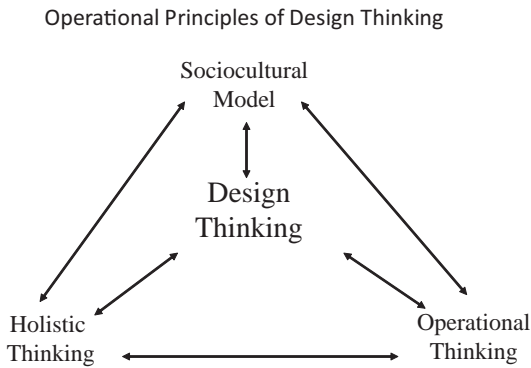 Operational Principles of Design Thinking
Sociocultural
Model
Design
Thinking
Holistic
Thinking
Operational
Thinking